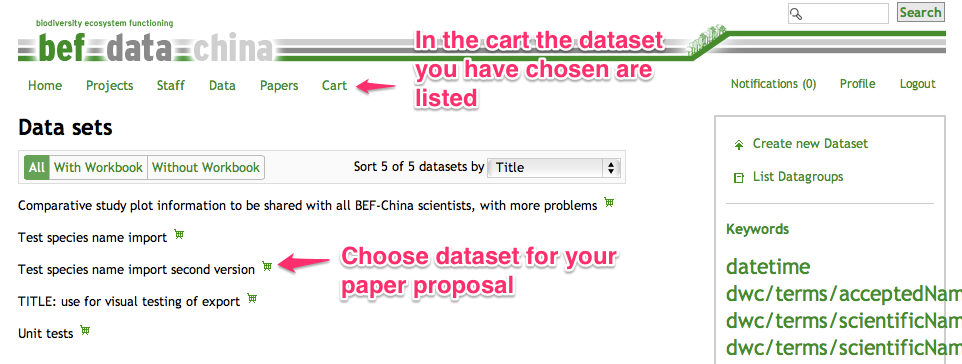 biodiversity ecosystem functioning
bef-data-china
Search
In the cart the dataset
you have chosen are
listed
Home Projects Staff Data Papers Cart
Notifications (0) Profile Logout
Data sets
All With Workbook Without Workbook
Sort 5 of 5 datasets by Title
Comparative study plot information to be shared with all BEF-China scientists, with more problems
Test species name import
Test species name import second version
TITLE: use for visual testing of export
Unit tests
Choose dataset for your
paper proposal
Create new Dataset
List Datagroups
Keywords
datetime
dwc/terms/acceptedNam
dwc/terms/scientificNam
dwc/terms/scientificNam